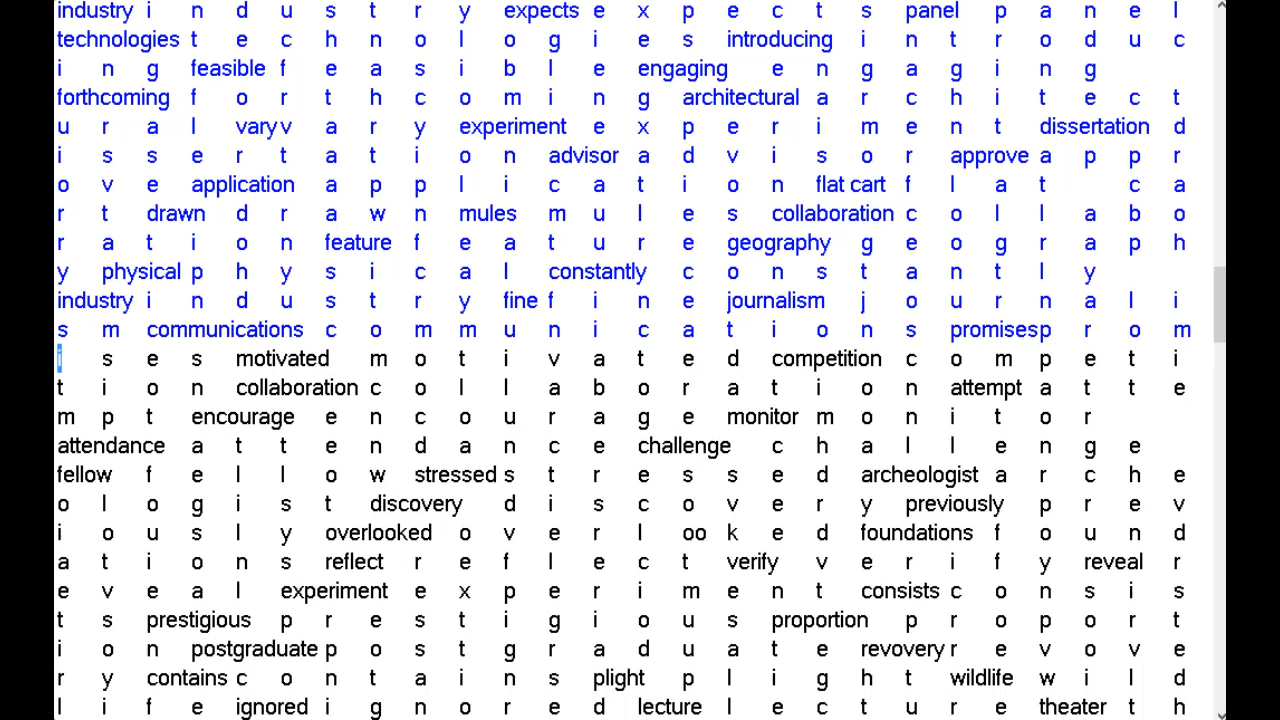 industry i n d u s t r y expects e x p e c t s panel p a n e l
technologies t e c h n o l o g i e s introducing i n t r o d u c
i n g feasible f e a s i b l e engaging e n g a g i n g
forthcoming f o r t h c o m i n g architectural a r c h i t e c t
u r a l vary v a r y experiment e x p e r i m e n t dissertation d
i s s e r t a t i o n advisor a d v i s o r approve a p p r
o v e application a p p l i c a t i o n flat cart f l a t c a
r t drawn d r a w n mules m u l e s collaboration c o l l a b o
r a t i o n feature f e a t u r e geography g e o g r a p h
y physical p h y s i c a l constantly c o n s t a n t l y
industry i n d u s t r y fine f i n e journalism j o u r n a l i
s m communications c o m m u n i c a t i o n s promises p r o m
i s e s motivated m o t i v a t e d competition c o m p e t i
t i o n collaboration c o l l a b o r a t i o n attempt a t t e
m p t encourage e n c o u r a g e monitor m o n i t o r
attendance a t t e n d a n c e challenge c h a l l e n g e
fellow f e l l o w stressed s t r e s s e d archeologist a r c h e
o l o g i s t discovery d i s c o v e r y previously p r e v
i o u s l y overlooked o v e r l oo k e d foundations f o u n d
a t i o n s reflect r e f l e c t verify v e r i f y reveal r
e v e a l experiment e x p e r i m e n t consists c o n s i s
t s prestigious p r e s t i g i o u s proportion p r o p o r t
i o n postgraduate p o s t g r a d u a t e revovery r e v o v e
r y contains c o n t a i n s plight p l i g h t wildlife w i l d
l i f e ignored i g n o r e d lecture l e c t u r e theater t h